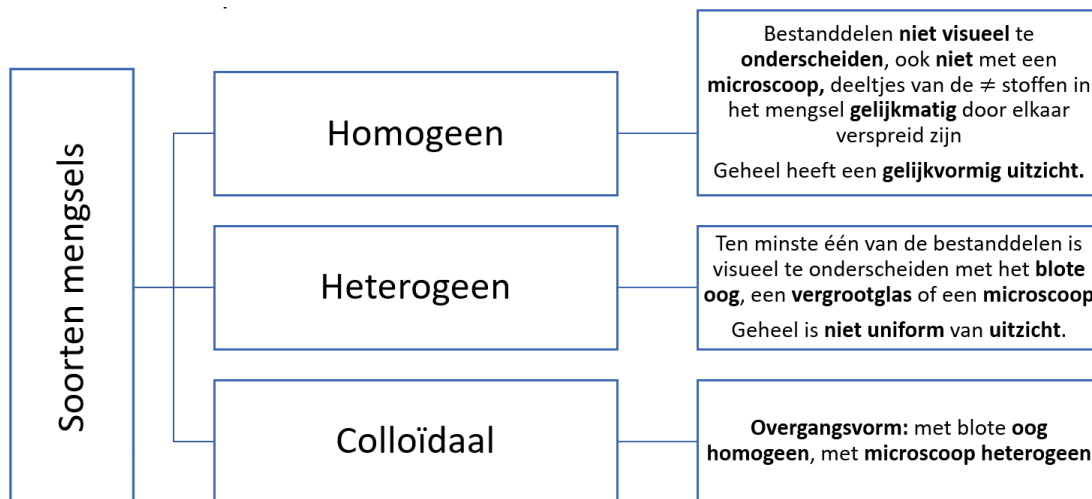 Soorten mengsels
Homogeen
Bestanddelen niet visueel te
onderscheiden, ook niet met een
microscoop, deeltjes van de ≠ stoffen in
het mengsel gelijkmatig door elkaar
verspreid zijn
Geheel heeft een gelijkvormig uitzicht.
Heterogeen
Ten minste één van de bestanddelen is
visueel te onderscheiden met het blote
oog, een vergrootglas of een microscoop
Geheel is niet uniform van uitzicht.
Colloïdaal
Overgangsvorm: met blote oog
homogeen, met microscoop heterogeen